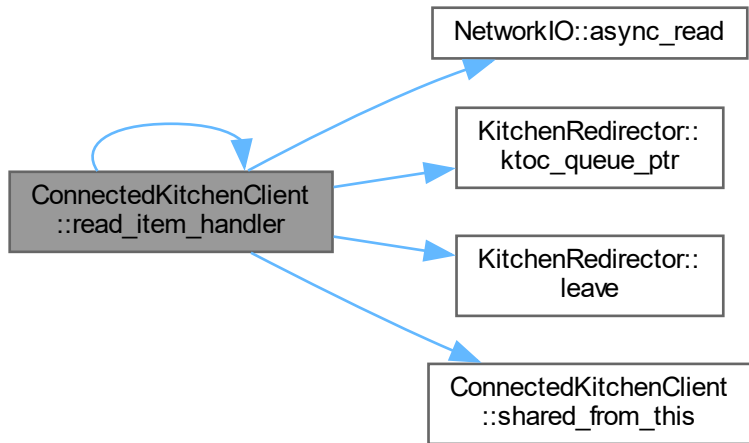 NetworkIO::async_read
KitchenRedirector::
ktoc_queue_ptr
ConnectedKitchenClient
::read_item_handler
KitchenRedirector::
leave
ConnectedKitchenClient
::shared_from_this